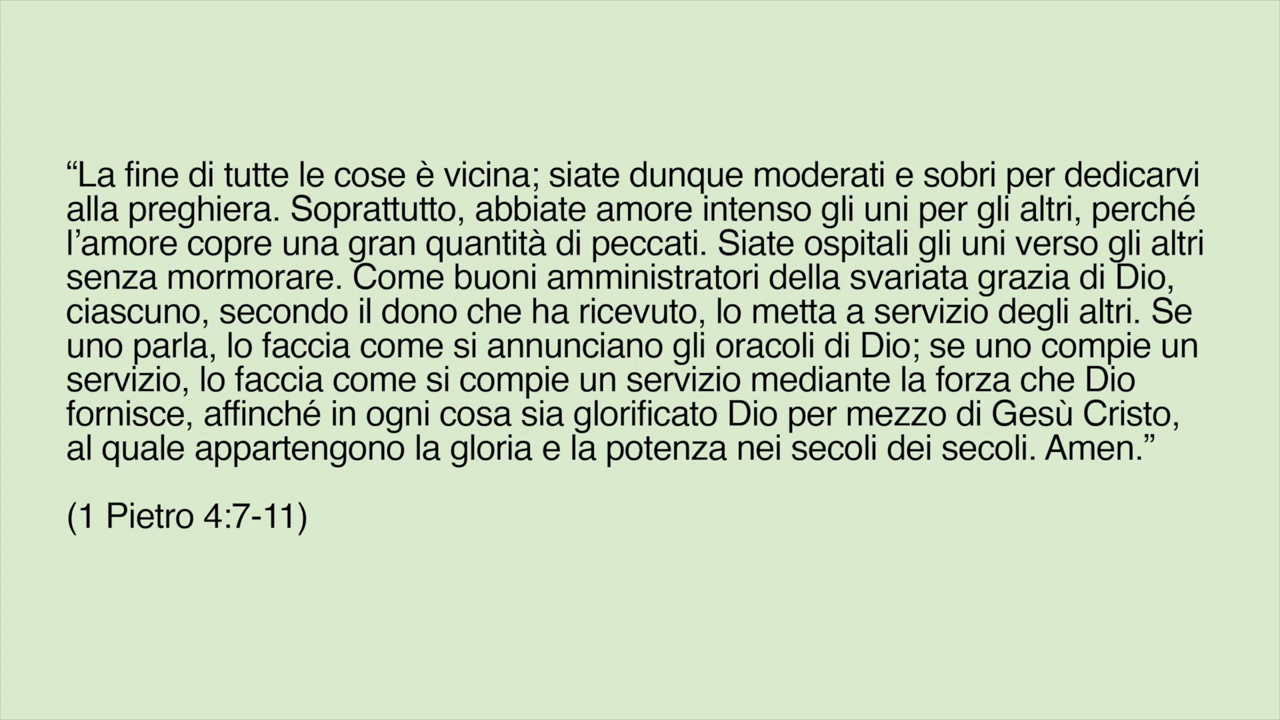 “La fine di tutte le cose è vicina; siate dunque moderati e sobri per dedicarvi
alla preghiera. Soprattutto, abbiate amore intenso gli uni per gli altri, perché
l’amore copre una gran quantità di peccati. Siate ospitali gli uni verso gli altri
senza mormorare. Come buoni amministratori della svariata grazia di Dio,
ciascuno, secondo il dono che ha ricevuto, lo metta a servizio degli altri. Se
uno parla, lo faccia come si annunciano gli oracoli di Dio; se uno compie un
servizio, lo faccia come si compie un servizio mediante la forza che Dio
fornisce, affinché in ogni cosa sia glorificato Dio per mezzo di Gesù Cristo,
al quale appartengono la gloria e la potenza nei secoli dei secoli. Amen.”
(1 Pietro 4:7-11)